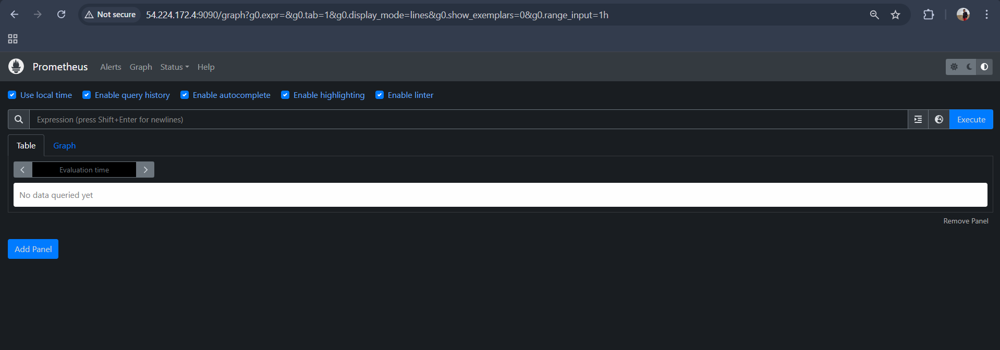 Not secure 54.224.172.4:9090/graph?g0.expr=&g0.tab=1&g0.display_mode=lines&g0.show_exemplars=0&g0.range_input=1h
Prometheus Alerts Graph Status Help
Use local time Enable query history Enable autocomplete Enable highlighting Enable linter
Expression (press Shift+Enter for newlines) Execute
Table Graph
Evaluation time
No data queried yet
Remove Panel
Add Panel